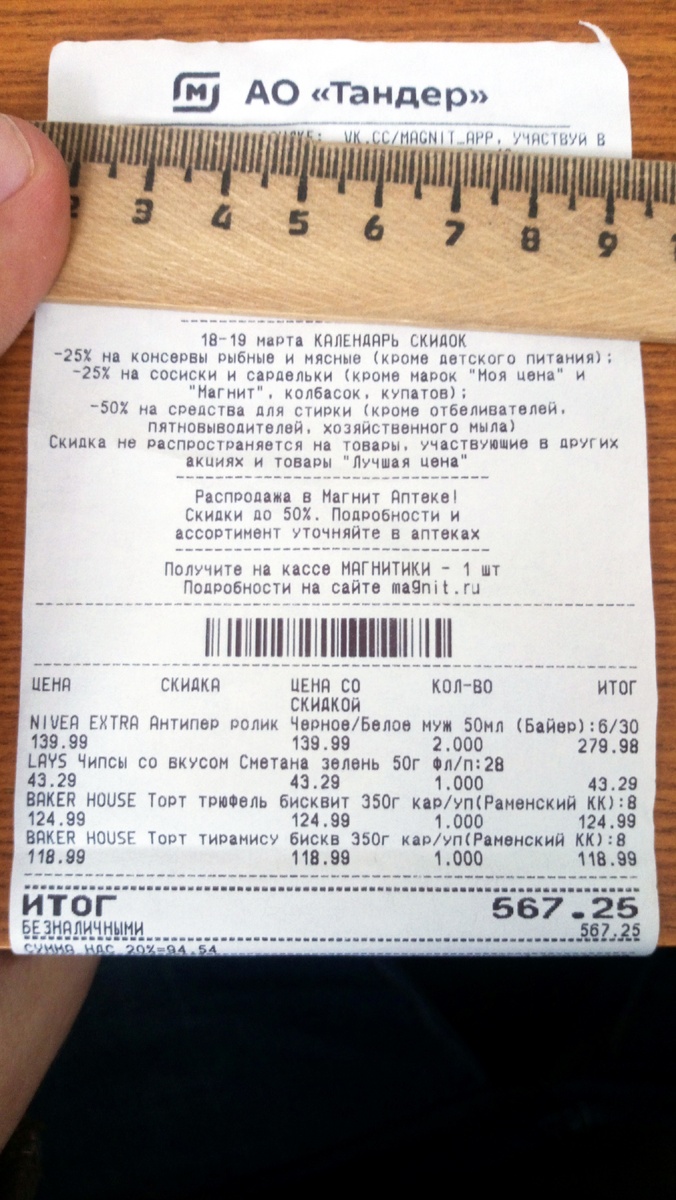 М АО «Тандер»
VK.CC/MAGNIT_APP, УЧАСТВУЙ В
2 3 4 5 6 7 8 9
18-19 марта КАЛЕНДАРЬ СКИДОК
-25% на консервы рыбные и мясные (кроме детского питания);
-25% на сосиски и сардельки (кроме марок "Моя цена" и
"Магнит", колбасок, купатов);
-50% на средства для стирки (кроме отбеливателей,
пятновыводителей, хозяйственного мыла)
Скидка не распространяется на товары, участвующие в других
акциях и товары "Лучшая цена"
Распродажа в Магнит Аптеке!
Скидки до 50%. Подробности и
ассортимент уточняйте в аптеках
Получите на кассе МАГНИТИКИ - 1 шт
Подробности на сайте magnit.ru
ЦЕНА СКИДКА ЦЕНА СО КОЛ-ВО ИТОГ
СКИДКОЙ
NIVEA EXTRA Антипер ролик Черное/Белое муж 50мл (Байер):6/30
139.99 139.99 2.000 279.98
LAYS Чипсы со вкусом Сметана зелень 50г фл/п:28
43.29 43.29 1.000 43.29
BAKER HOUSE Торт трюфель бисквит 350г кар/уп(Раменский КК):8
124.99 124.99 1.000 124.99
BAKER HOUSE Торт тирамису бискв 350г кар/уп(Раменский КК):8
118.99 118.99 1.000 118.99
ИТОГ 567.25
БЕЗНАЛИЧНЫМИ 567.25
СУММА НДС 20%=94.54